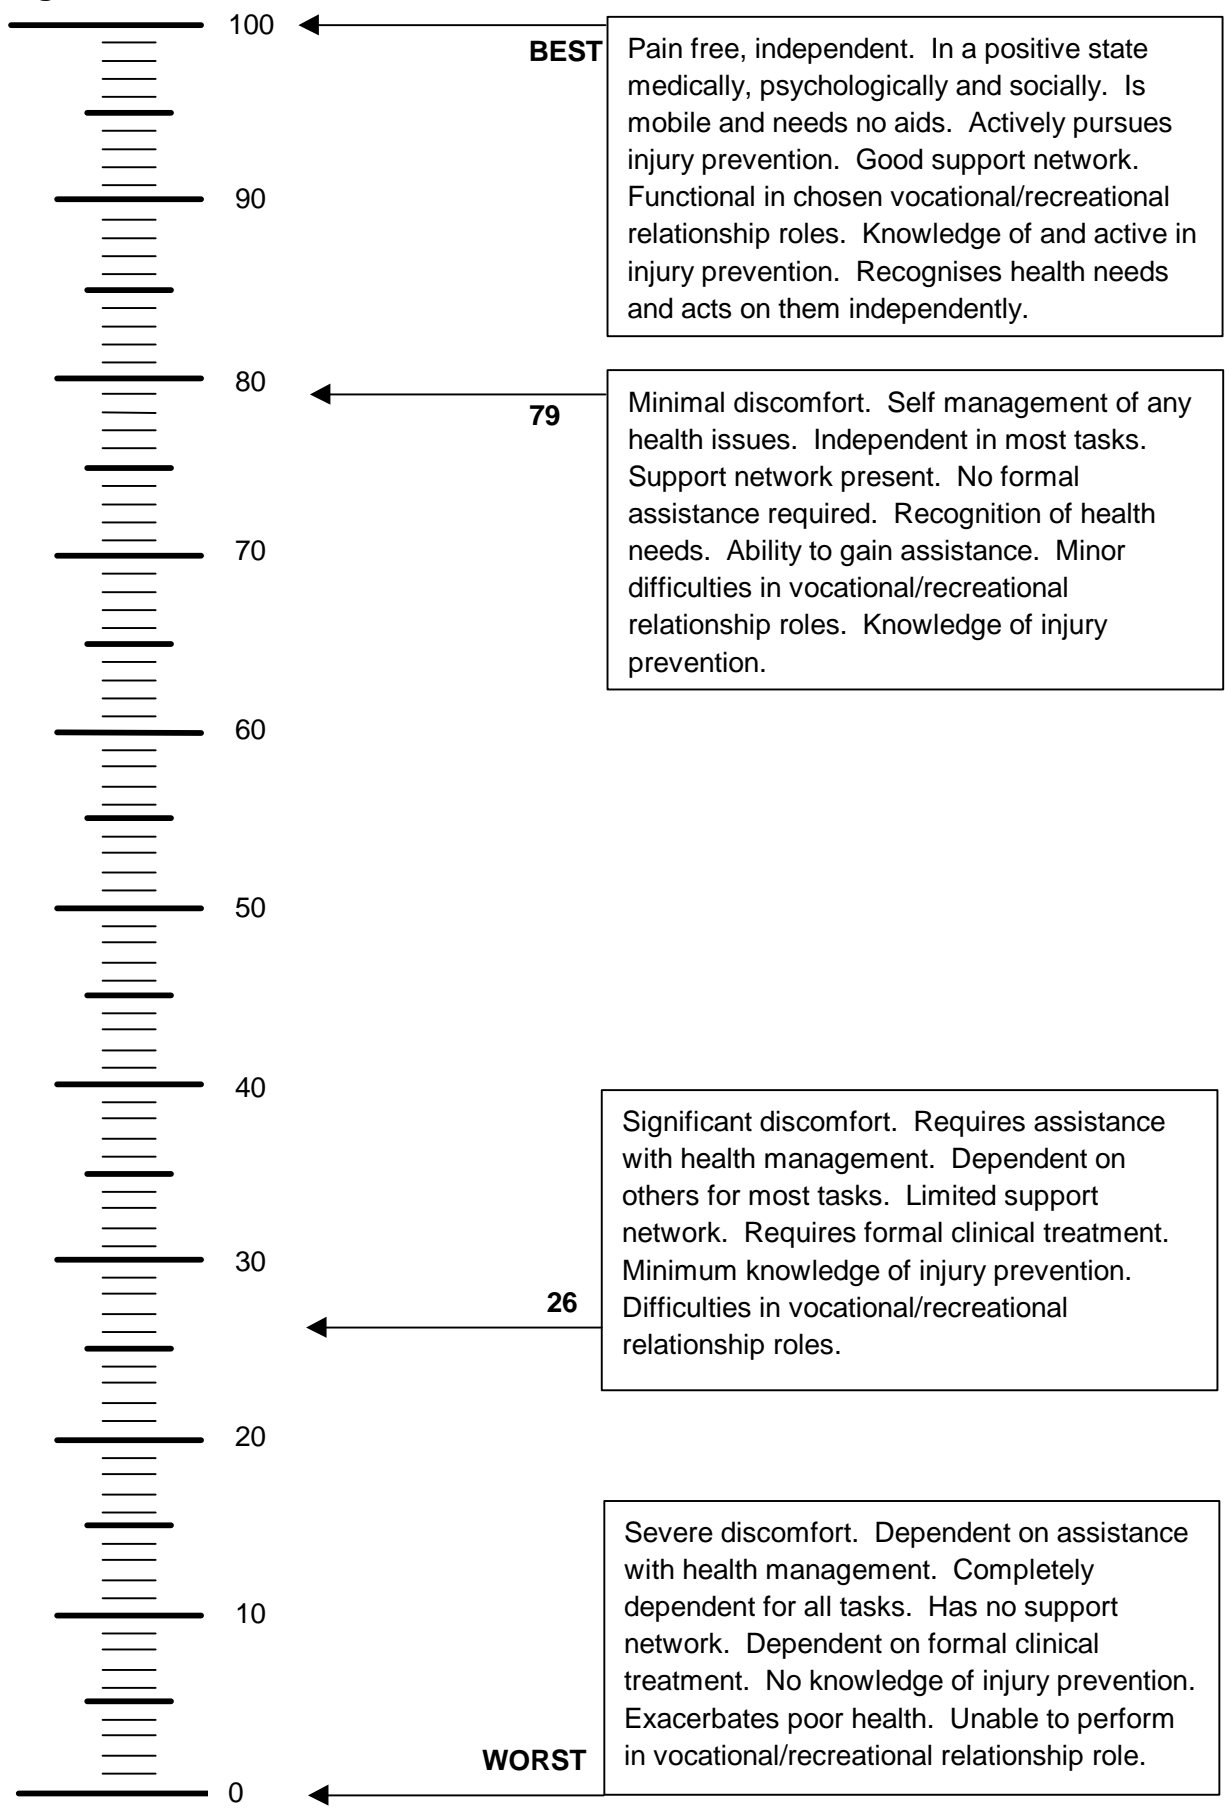 100
BEST
Pain free, independent. In a positive state
medically, psychologically and socially. Is
mobile and needs no aids. Actively pursues
injury prevention. Good support network.
Functional in chosen vocational/recreational
relationship roles. Knowledge of and active in
injury prevention. Recognises health needs
and acts on them independently.
90
80
79
Minimal discomfort. Self management of any
health issues. Independent in most tasks.
Support network present. No formal
assistance required. Recognition of health
needs. Ability to gain assistance. Minor
difficulties in vocational/recreational
relationship roles. Knowledge of injury
prevention.
70
60
50
40
Significant discomfort. Requires assistance
with health management. Dependent on
others for most tasks. Limited support
network. Requires formal clinical treatment.
Minimum knowledge of injury prevention.
Difficulties in vocational/recreational
relationship roles.
30
26
20
Severe discomfort. Dependent on assistance
with health management. Completely
dependent for all tasks. Has no support
network. Dependent on formal clinical
treatment. No knowledge of injury prevention.
Exacerbates poor health. Unable to perform
in vocational/recreational relationship role.
10
WORST
0